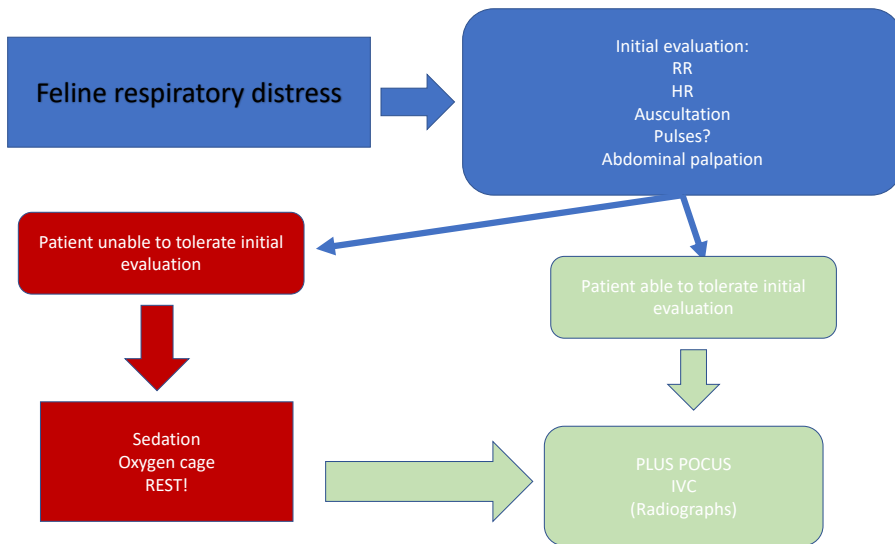 Feline respiratory distress
Initial evaluation:
RR
HR
Auscultation
Pulses?
Abdominal palpation
Patient unable to tolerate initial
evaluation
Patient able to tolerate initial
evaluation
Sedation
Oxygen cage
REST!
PLUS POCUS
IVC
(Radiographs)